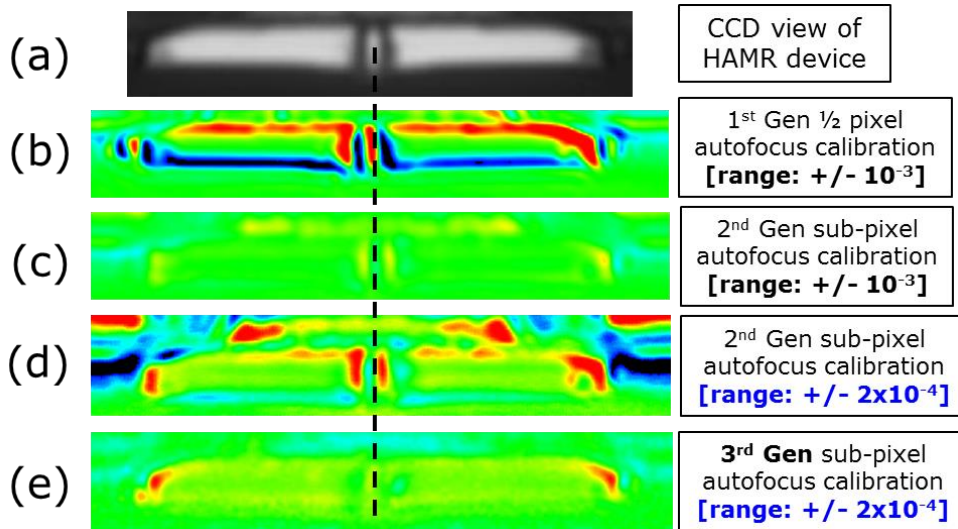 (a)
CCD view of
HAMR device
(b)
1st Gen ½ pixel
autofocus calibration
[range: +/- 10⁻³]
(c)
2nd Gen sub-pixel
autofocus calibration
[range: +/- 10⁻³]
(d)
2nd Gen sub-pixel
autofocus calibration
[range: +/- 2x10⁻⁴]
(e)
3rd Gen sub-pixel
autofocus calibration
[range: +/- 2x10⁻⁴]